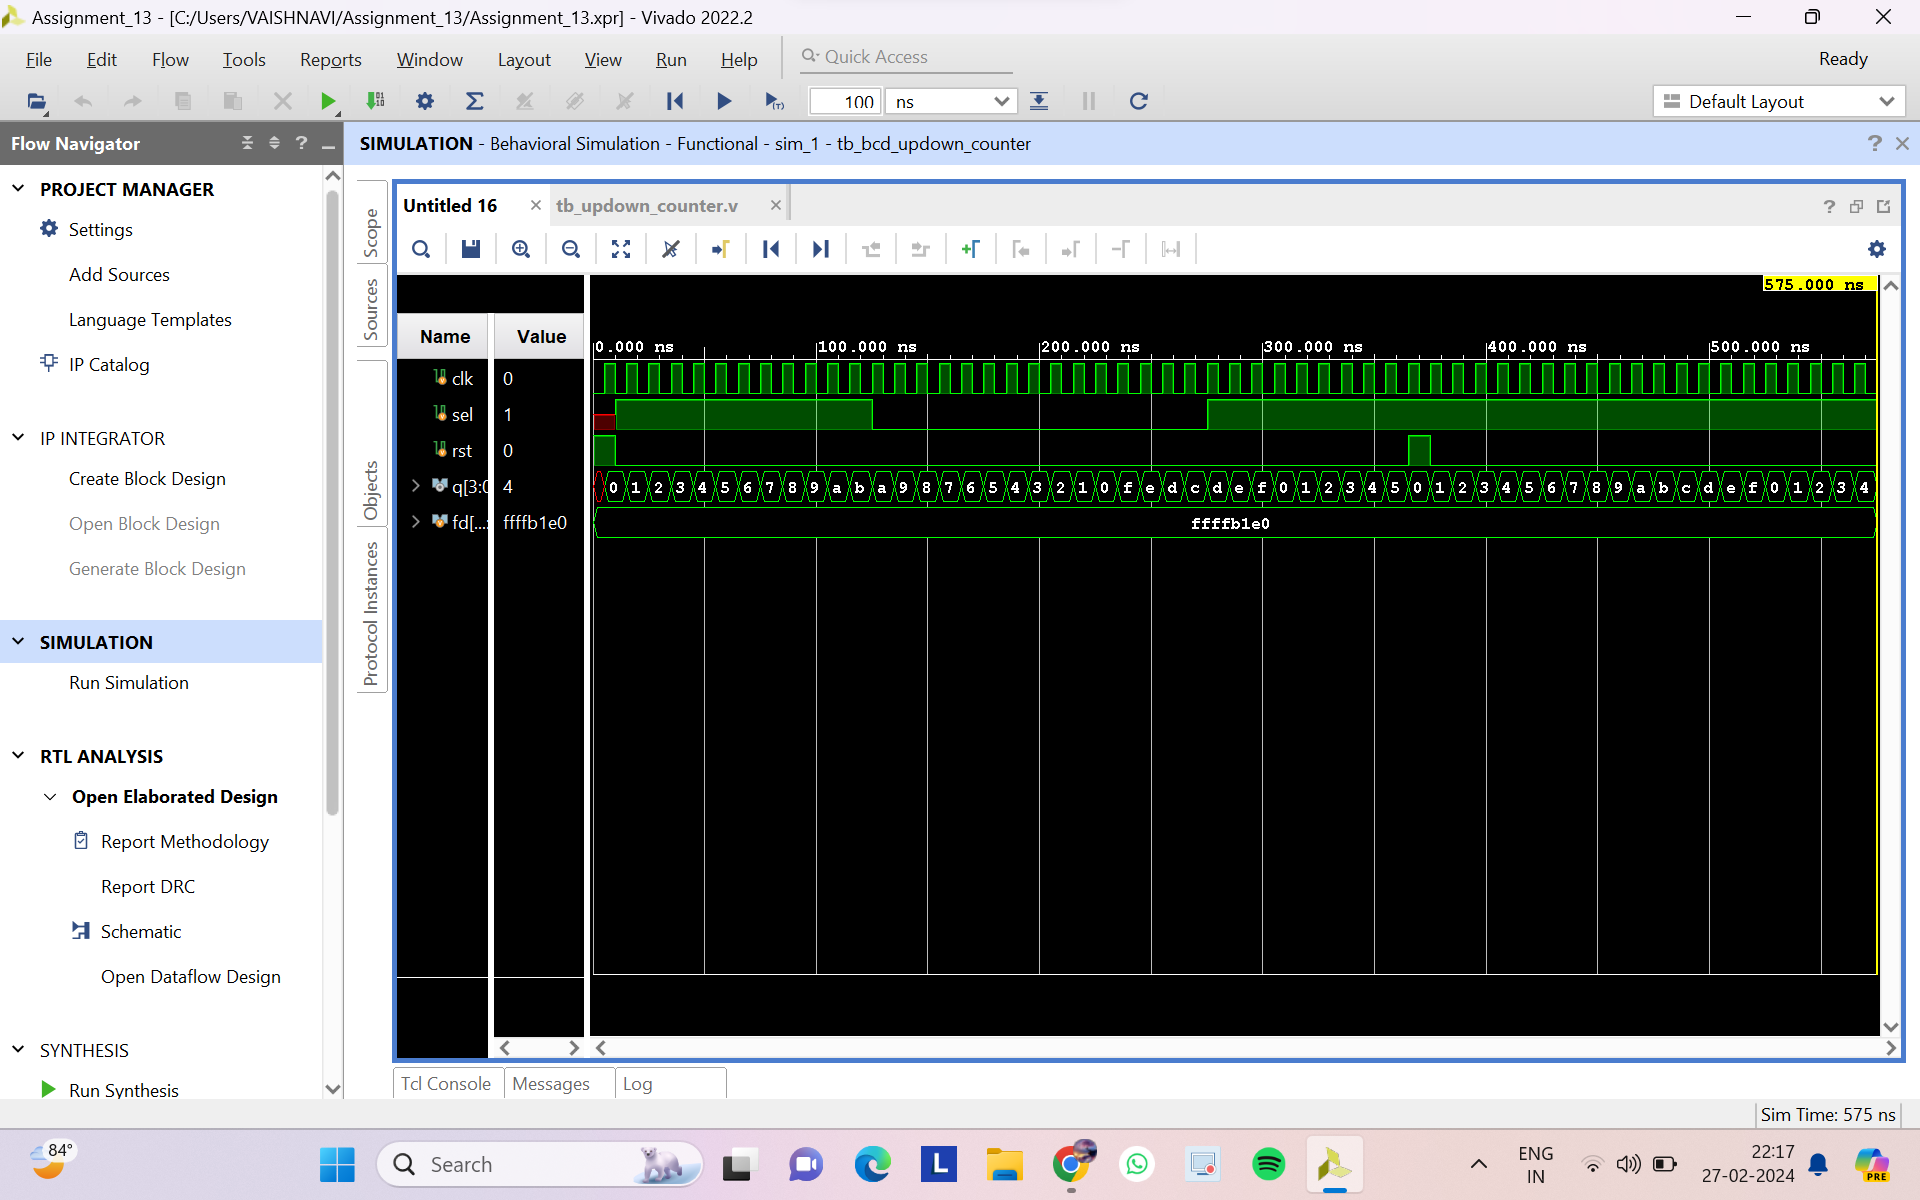 Assignment_13 - [C:/Users/VAISHNAVI/Assignment_13/Assignment_13.xpr] - Vivado 2022.2
File Edit Flow Tools Reports Window Layout View Run Help Quick Access Ready
100 ns Default Layout
Flow Navigator
SIMULATION - Behavioral Simulation - Functional - sim_1 - tb_bcd_updown_counter
PROJECT MANAGER
Settings
Add Sources
Language Templates
IP Catalog
IP INTEGRATOR
Create Block Design
Open Block Design
Generate Block Design
SIMULATION
Run Simulation
RTL ANALYSIS
Open Elaborated Design
Report Methodology
Report DRC
Schematic
Open Dataflow Design
SYNTHESIS
Run Synthesis
Scope
Sources
Objects
Protocol Instances
Untitled 16 tb_updown_counter.v
575.000 ns
Name Value
0.000 ns 100.000 ns 200.000 ns 300.000 ns 400.000 ns 500.000 ns
clk 0
sel 1
rst 0
q[3:0 4 0 1 2 3 4 5 6 7 8 9 a b a 9 8 7 6 5 4 3 2 1 0 f e d c d e f 0 1 2 3 4 5 0 1 2 3 4 5 6 7 8 9 a b c d e f 0 1 2 3 4
fd[...: ffffb1e0 ffffb1e0
Tcl Console Messages Log
Sim Time: 575 ns
84°
Search
L
ENG
IN
22:17
27-02-2024
PRE